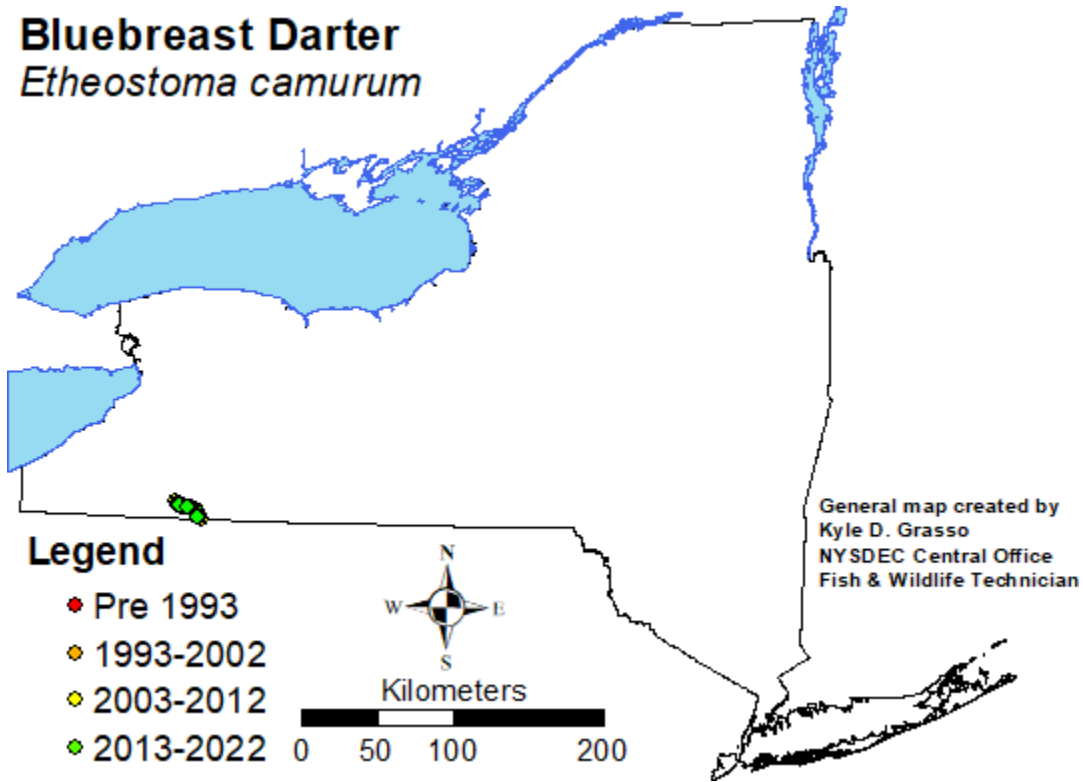 Bluebreast Darter
Etheostoma camurum
General map created by
Kyle D. Grasso
NYSDEC Central Office
Fish & Wildlife Technician
Legend
Pre 1993
1993-2002
2003-2012
2013-2022
N
W E
S
Kilometers
0 50 100 200